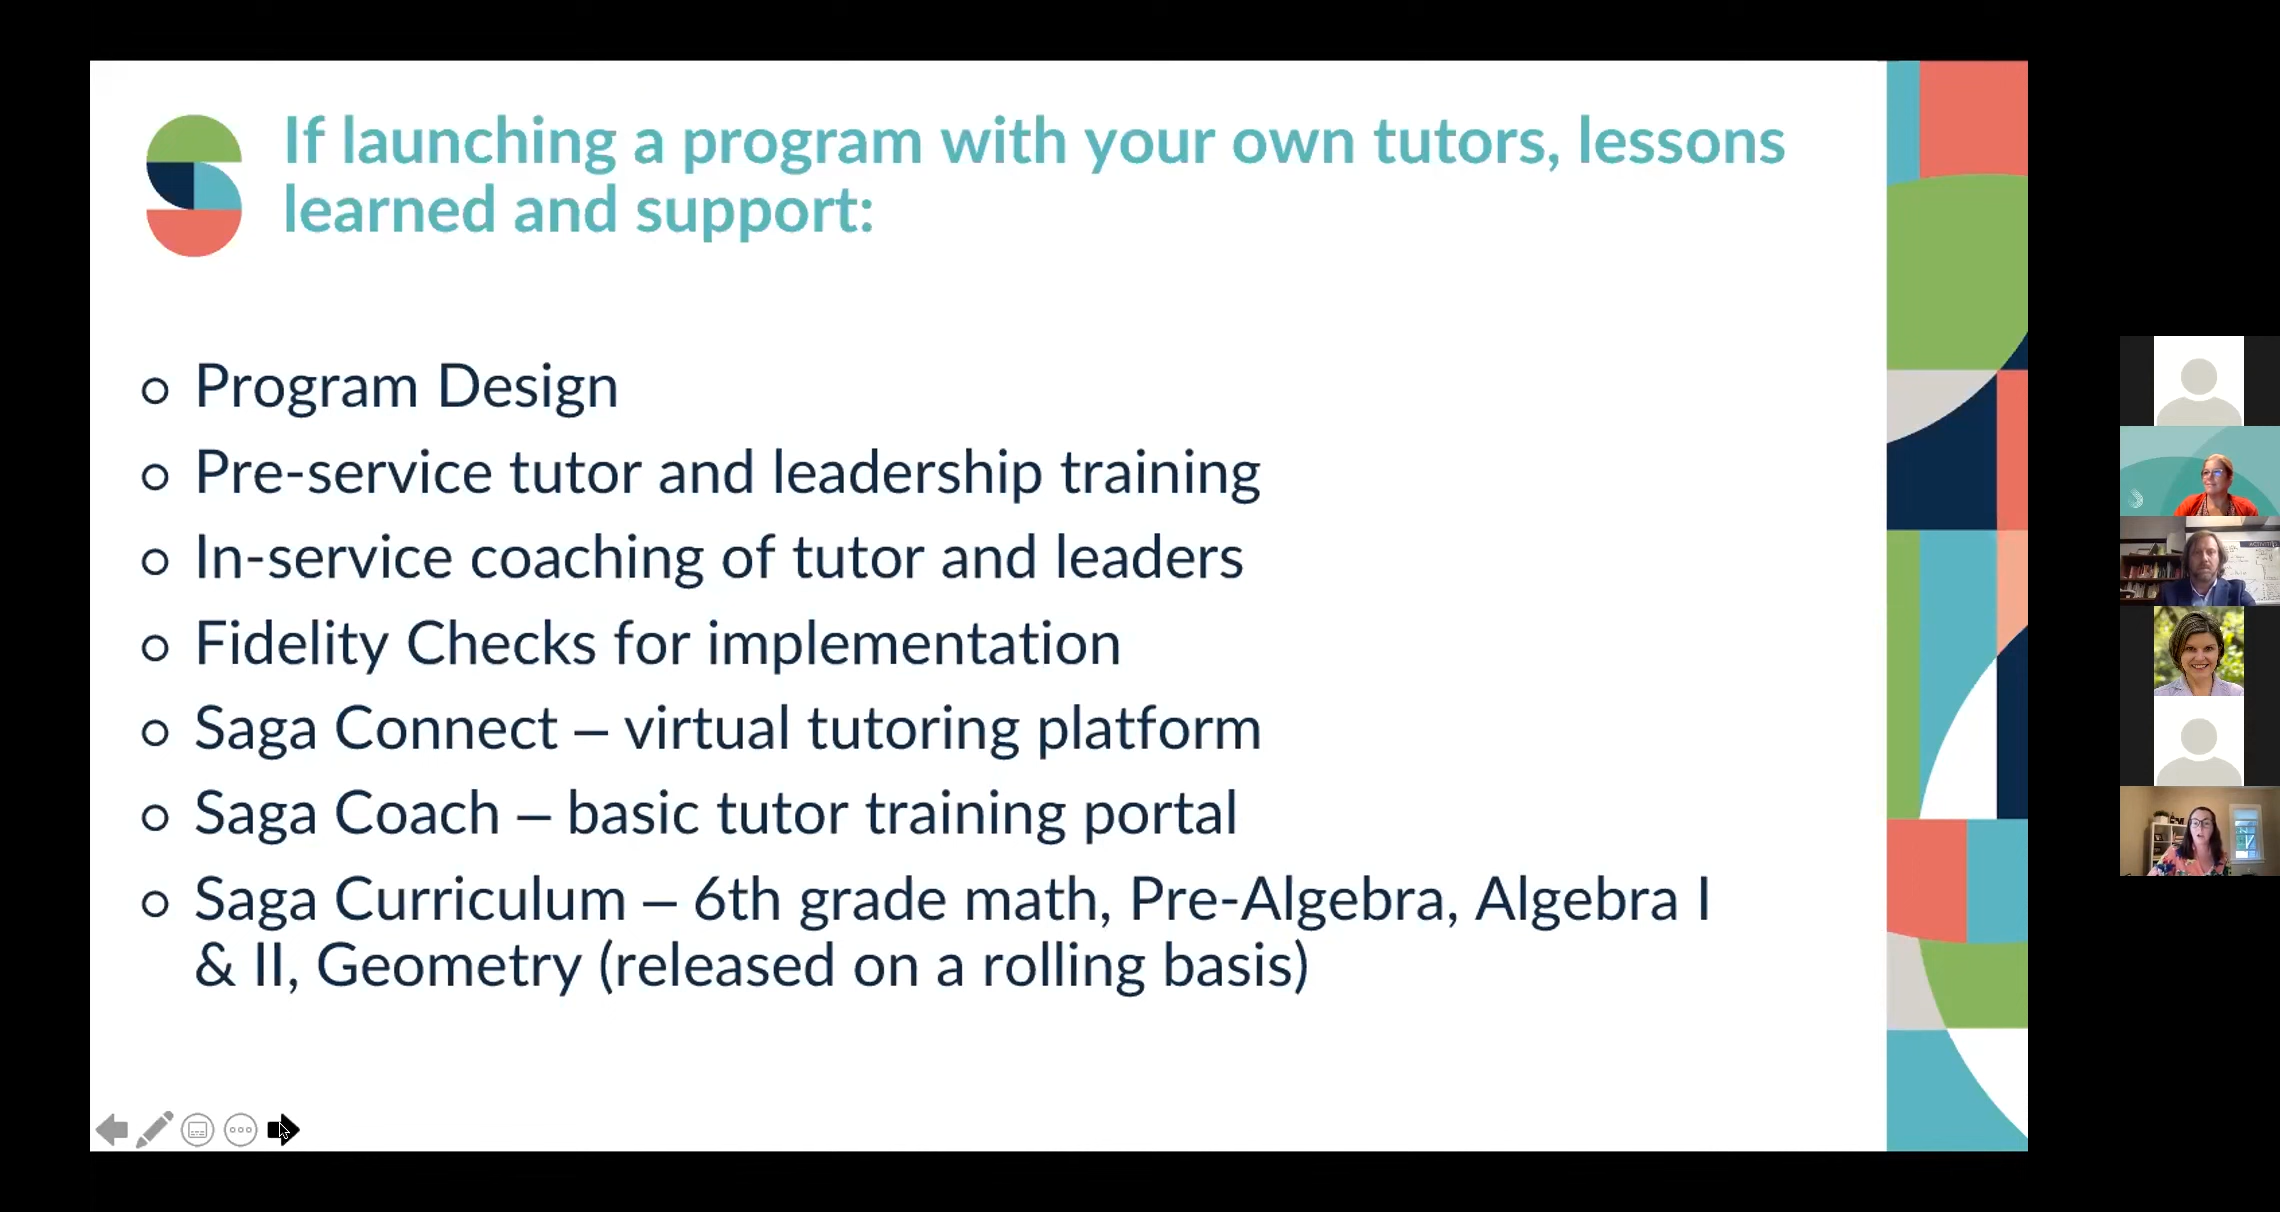 If launching a program with your own tutors, lessons
learned and support:
○ Program Design
○ Pre-service tutor and leadership training
○ In-service coaching of tutor and leaders
○ Fidelity Checks for implementation
○ Saga Connect – virtual tutoring platform
○ Saga Coach – basic tutor training portal
○ Saga Curriculum – 6th grade math, Pre-Algebra, Algebra I
& II, Geometry (released on a rolling basis)